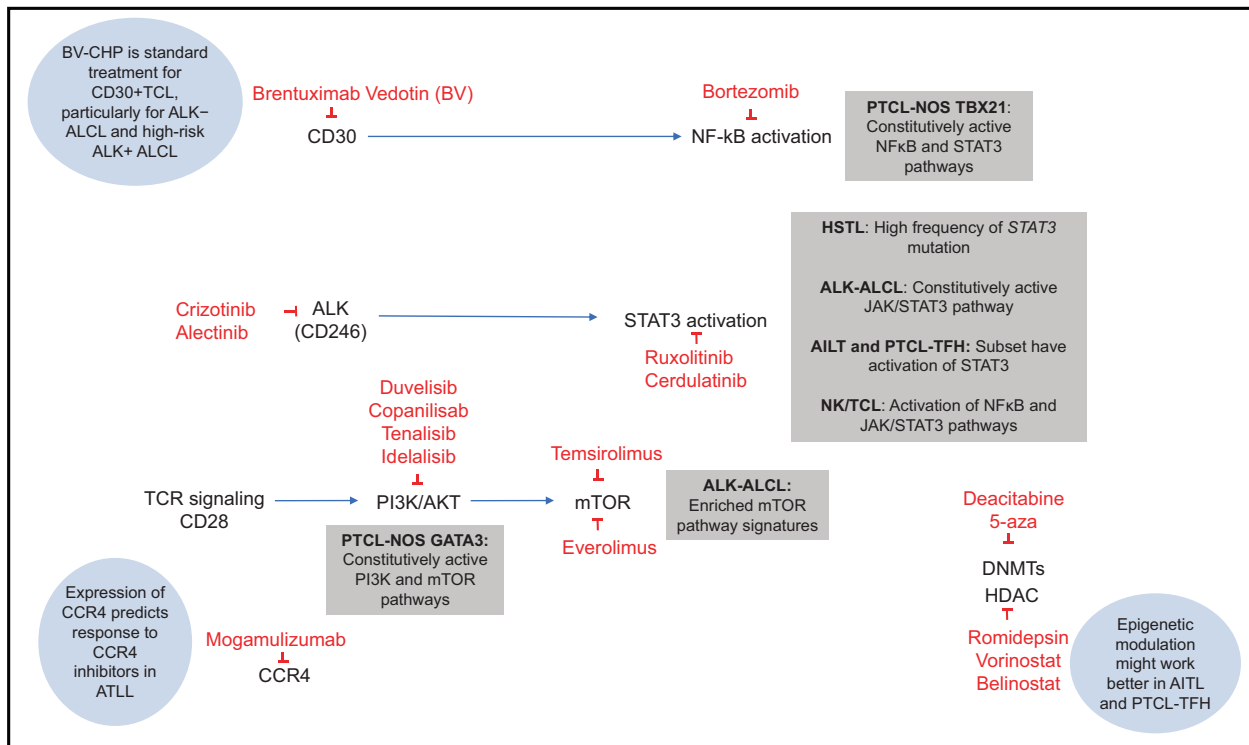 BV-CHP is standard
treatment for
CD30+TCL,
particularly for ALK−
ALCL and high-risk
ALK+ ALCL
Brentuximab Vedotin (BV)
CD30
Bortezomib
NF-kB activation
PTCL-NOS TBX21:
Constitutively active
NFκB and STAT3
pathways
HSTL: High frequency of STAT3
mutation
ALK-ALCL: Constitutively active
JAK/STAT3 pathway
AILT and PTCL-TFH: Subset have
activation of STAT3
NK/TCL: Activation of NFκB and
JAK/STAT3 pathways
Crizotinib
Alectinib
ALK
(CD246)
STAT3 activation
Ruxolitinib
Cerdulatinib
Duvelisib
Copanilisab
Tenalisib
Idelalisib
TCR signaling
CD28
PI3K/AKT
Temsirolimus
mTOR
Everolimus
ALK-ALCL:
Enriched mTOR
pathway signatures
PTCL-NOS GATA3:
Constitutively active
PI3K and mTOR
pathways
Expression of
CCR4 predicts
response to
CCR4
inhibitors in
ATLL
Mogamulizumab
CCR4
Deacitabine
5-aza
DNMTs
HDAC
Romidepsin
Vorinostat
Belinostat
Epigenetic
modulation
might work
better in AITL
and PTCL-TFH